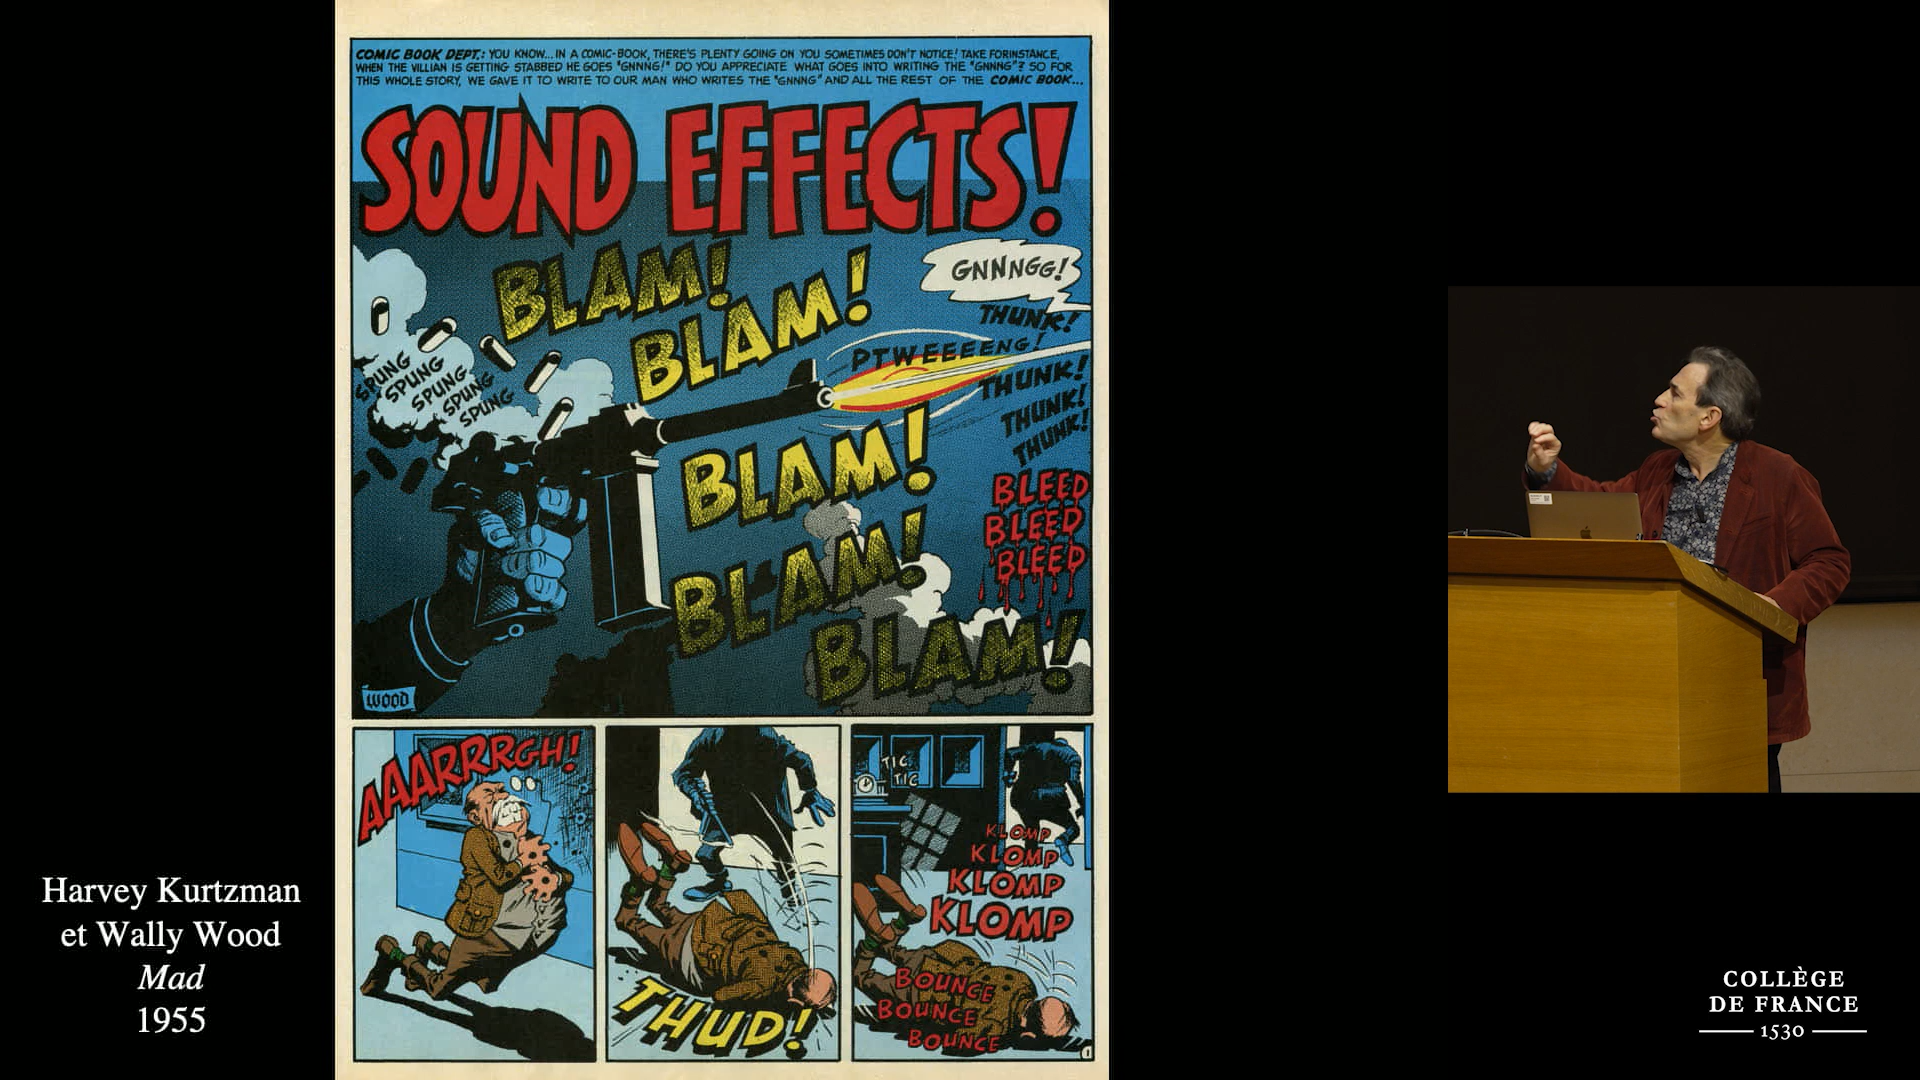 COMIC BOOK DEPT.: YOU KNOW... IN A COMIC-BOOK, THERE'S PLENTY GOING ON YOU SOMETIMES DON'T NOTICE! TAKE FORINSTANCE,
WHEN THE VILLIAN IS GETTING STABBED HE GOES "GNNNG!" DO YOU APPRECIATE WHAT GOES INTO WRITING THE "GNNNG"? SO FOR
THIS WHOLE STORY, WE GAVE IT TO WRITE TO OUR MAN WHO WRITES THE "GNNNG" AND ALL THE REST OF THE COMIC BOOK...
SOUND EFFECTS!
BLAM!
BLAM!
GNNNGG!
THUNK!
PTWEEEENG!
THUNK!
THUNK!
THUNK!
SPUNG
SPUNG
SPUNG
SPUNG
SPUNG
BLAM!
BLEED
BLEED
BLEED
BLAM!
BLAM!
WOOD
AAARRRGH!
THUD!
TIC
TIC
KLOMP
KLOMP
KLOMP
KLOMP
BOUNCE
BOUNCE
BOUNCE
1
Harvey Kurtzman
et Wally Wood
Mad
1955
COLLÈGE
DE FRANCE
1530